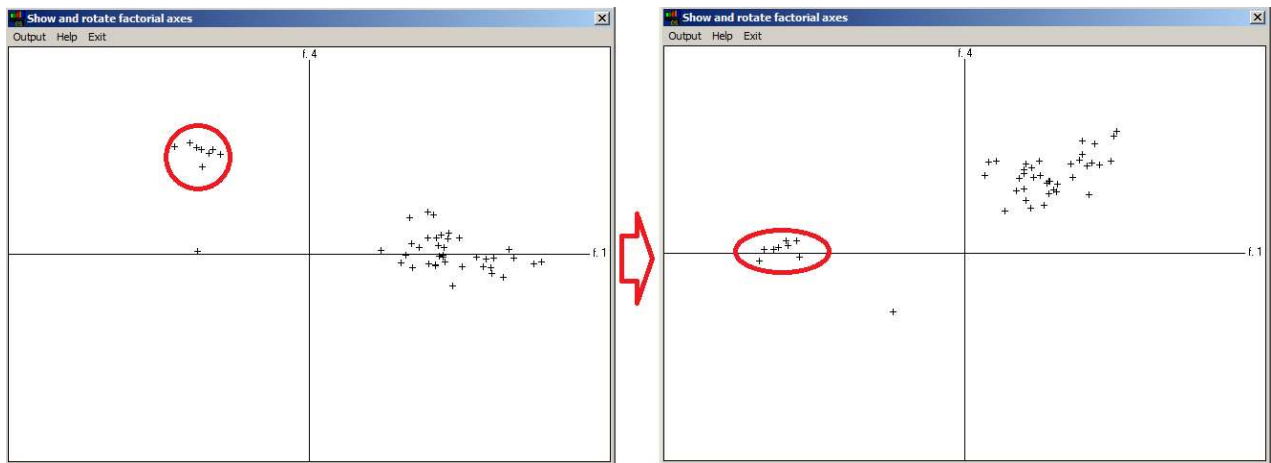 Show and rotate factorial axes
Output Help Exit
f. 4
f. 1
Show and rotate factorial axes
Output Help Exit
f. 4
f. 1